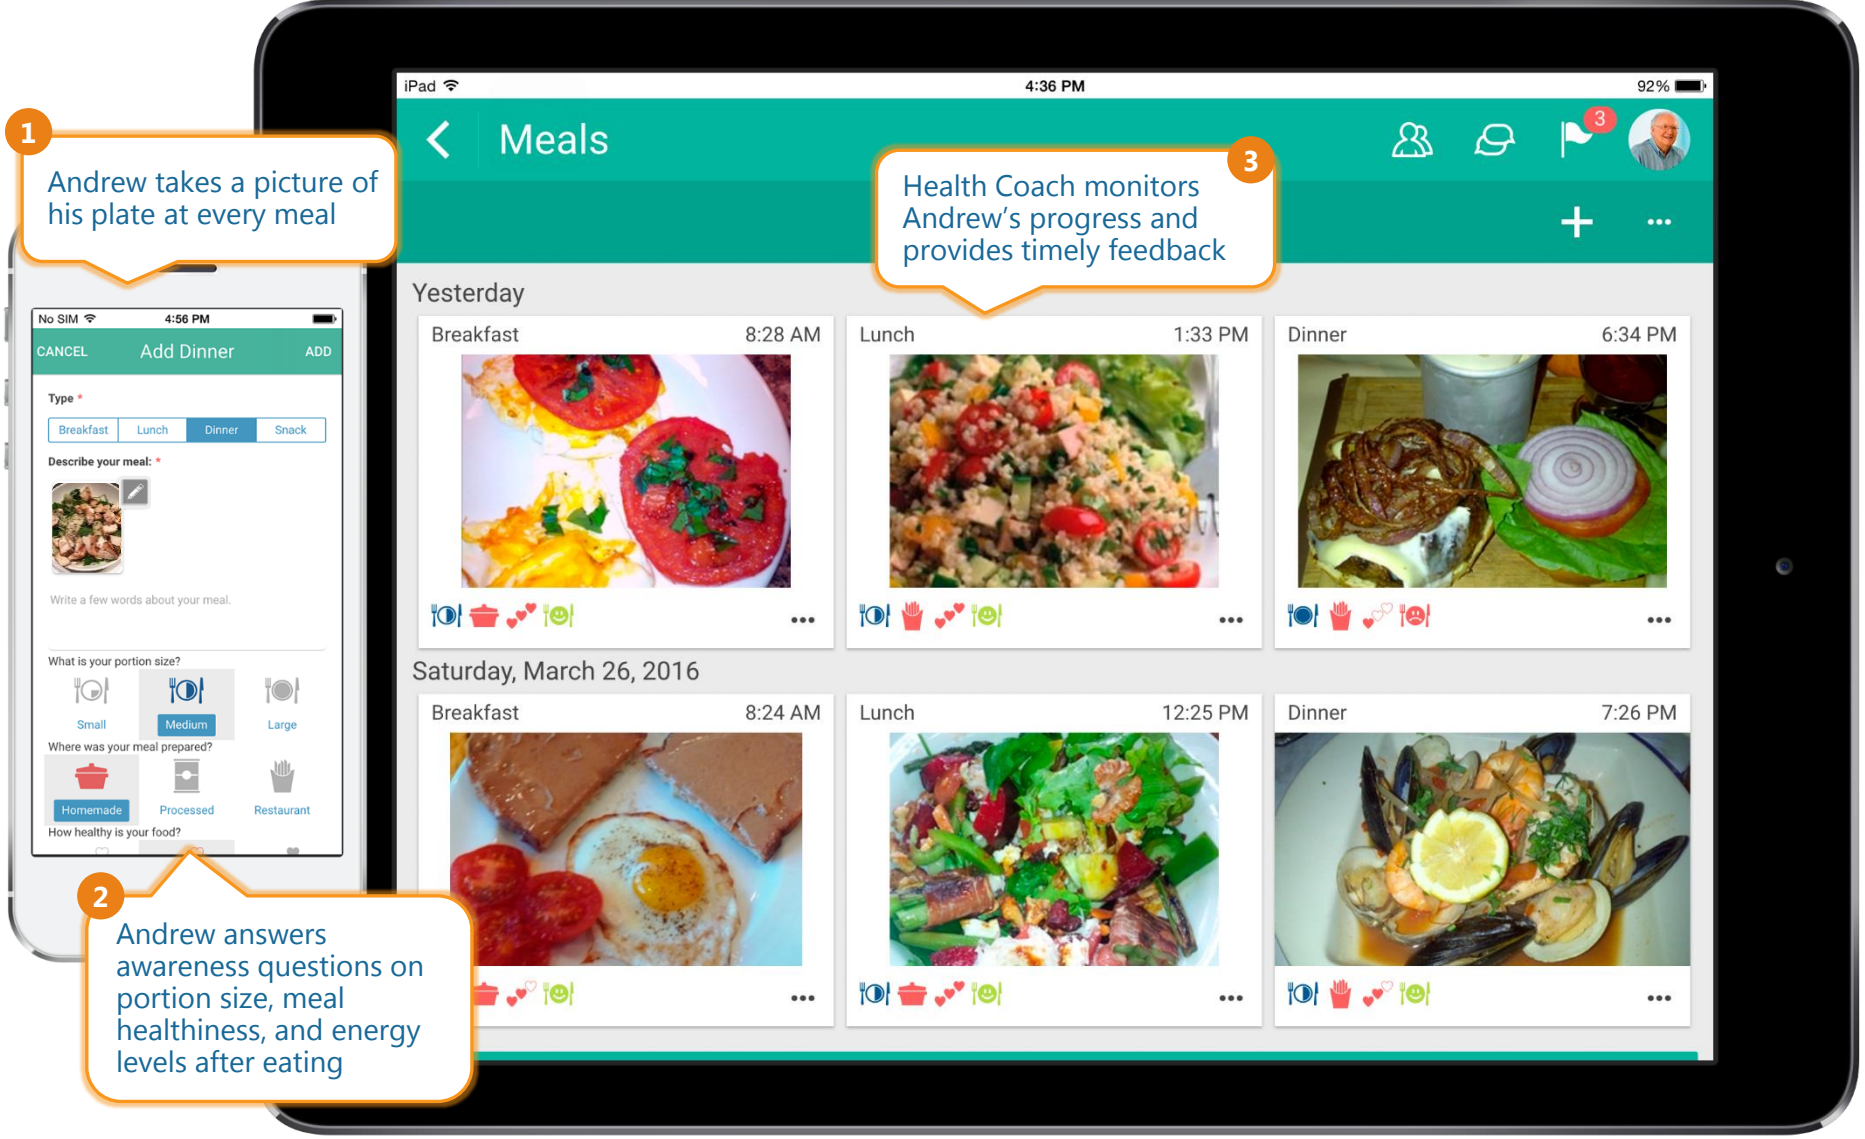 1
Andrew takes a picture of
his plate at every meal
No SIM
4:56 PM
CANCEL
Add Dinner
ADD
Type *
Breakfast
Lunch
Dinner
Snack
Describe your meal: *
Write a few words about your meal.
What is your portion size?
Small
Medium
Large
Where was your meal prepared?
Homemade
Processed
Restaurant
How healthy is your food?
2
Andrew answers
awareness questions on
portion size, meal
healthiness, and energy
levels after eating
iPad
4:36 PM
92%
Meals
3
3
Health Coach monitors
Andrew’s progress and
provides timely feedback
Yesterday
Breakfast 8:28 AM
Lunch 1:33 PM
Dinner 6:34 PM
Saturday, March 26, 2016
Breakfast 8:24 AM
Lunch 12:25 PM
Dinner 7:26 PM